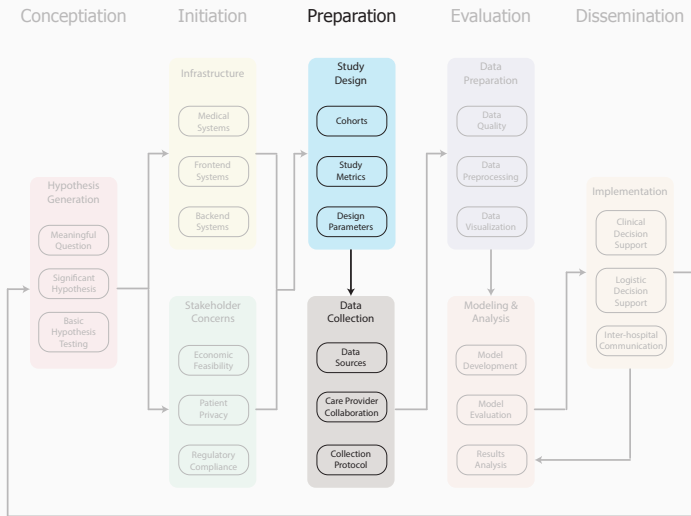 Conceptiation
Initiation
Preparation
Evaluation
Dissemination
Hypothesis
Generation
Meaningful
Question
Significant
Hypothesis
Basic
Hypothesis
Testing
Infrastructure
Medical
Systems
Frontend
Systems
Backend
Systems
Stakeholder
Concerns
Economic
Feasibility
Patient
Privacy
Regulatory
Compliance
Study
Design
Cohorts
Study
Metrics
Design
Parameters
Data
Collection
Data
Sources
Care Provider
Collaboration
Collection
Protocol
Data
Preparation
Data
Quality
Data
Preprocessing
Data
Visualization
Modeling &
Analysis
Model
Development
Model
Evaluation
Results
Analysis
Implementation
Clinical
Decision
Support
Logistic
Decision
Support
Inter-hospital
Communication